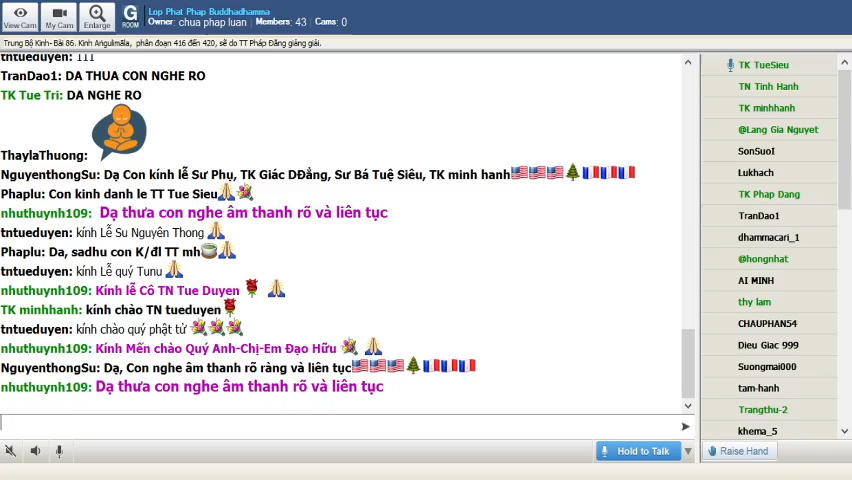 View Cam
My Cam
Enlarge
G
ROOM
Lop Phat Phap Buddhadhamma
Owner: chua phap luan Members: 43 Cams: 0
Trung Bộ Kinh- Bài 86. Kinh Aṅgulimāla, phân đoạn 416 đến 420, sẽ do TT Pháp Đăng giảng giải.
tntueduyen: 111
TranDao1: DA THUA CON NGHE RO
TK Tue Tri: DA NGHE RO
ThaylaThuong:
NguyenthongSu: Dạ Con kính lễ Sư Phụ, TK Giác DĐẳng, Sư Bá Tuệ Siêu, TK minh hanh
Phaplu: Con kinh danh le TT Tue Sieu
nhuthuynh109: Dạ thưa con nghe âm thanh rõ và liên tục
tntueduyen: kính Lễ Su Nguyên Thong
Phaplu: Da, sadhu con K/đl TT mh
tntueduyen: kính Lễ quý Tunu
nhuthuynh109: Kính lễ Cô TN Tue Duyen
TK minhhanh: kính chào TN tueduyen
tntueduyen: kính chào quý phật tử
nhuthuynh109: Kính Mến chào Quý Anh-Chị-Em Đạo Hữu
NguyenthongSu: Dạ, Con nghe âm thanh rõ ràng và liên tục
nhuthuynh109: Dạ thưa con nghe âm thanh rõ và liên tục
Hold to Talk
TK TueSieu
TN Tinh Hanh
TK minhhanh
@Lang Gia Nguyet
SonSuoI
Lukhach
TK Phap Dang
TranDao1
dhammacari_1
@hongnhat
AI MINH
thy lam
CHAUPHAN54
Dieu Giac 999
Suongmai000
tam-hanh
Trangthu-2
khema_5
Raise Hand